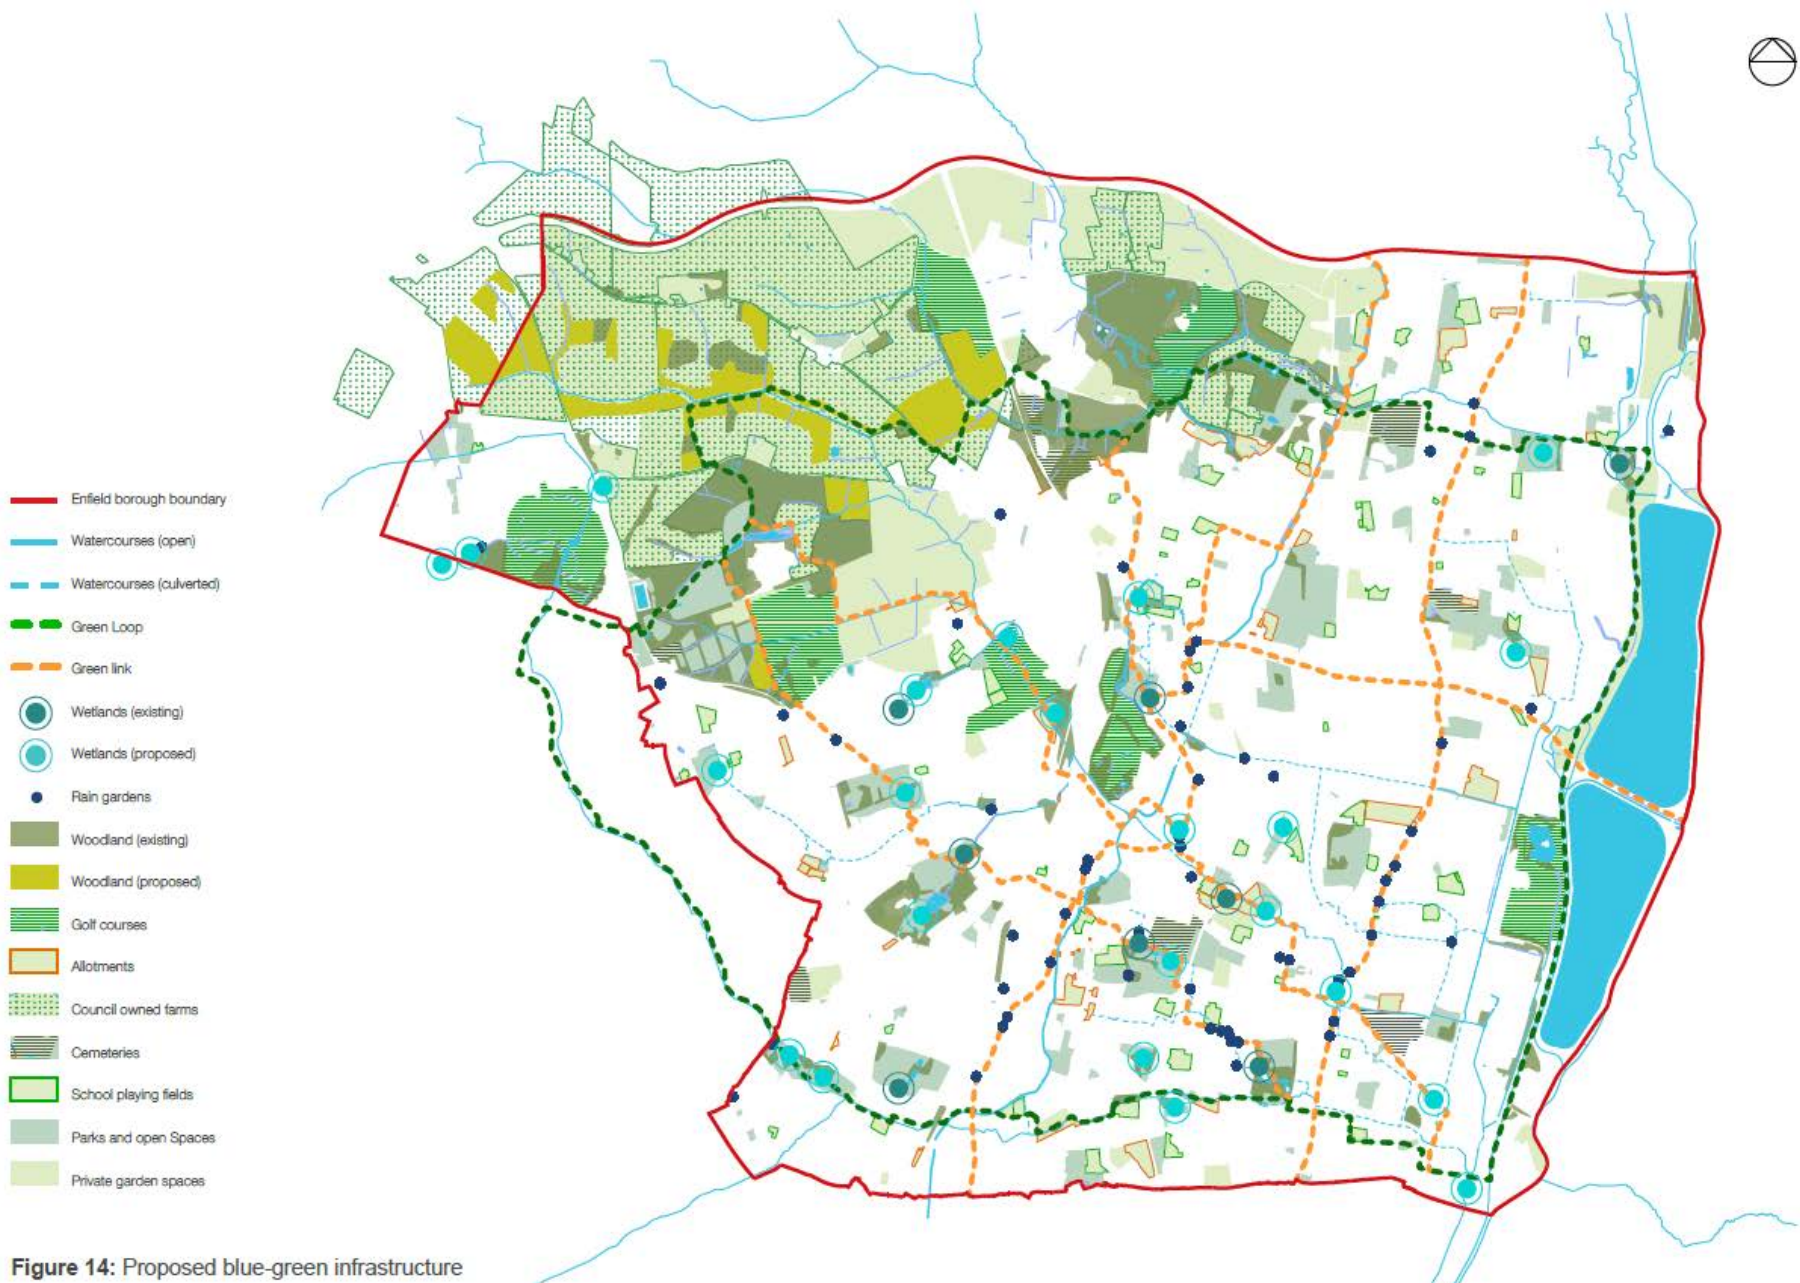 Enfield borough boundary
Watercourses (open)
Watercourses (culverted)
Green Loop
Green link
Wetlands (existing)
Wetlands (proposed)
Rain gardens
Woodland (existing)
Woodland (proposed)
Golf courses
Allotments
Council owned farms
Cemeteries
School playing fields
Parks and open Spaces
Private garden spaces
Figure 14: Proposed blue-green infrastructure